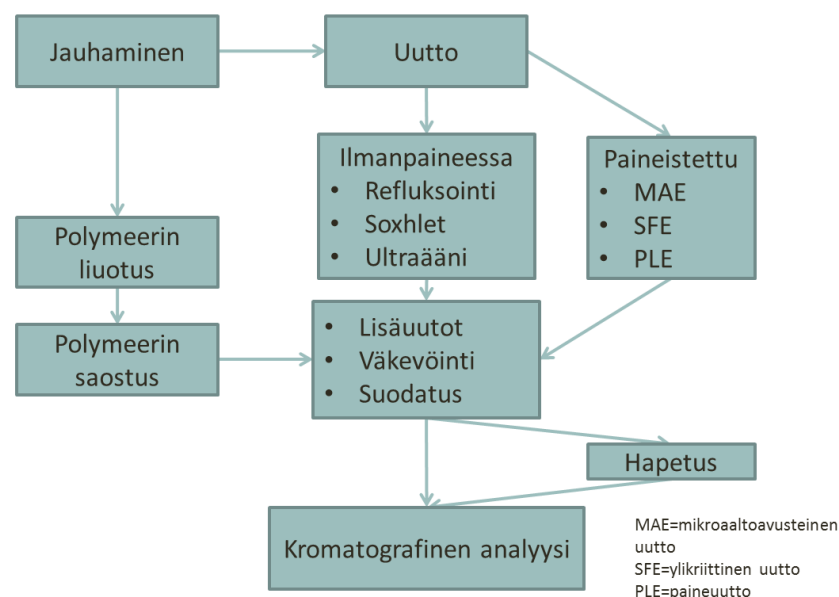 Jauhaminen
Uutto
Ilmanpaineessa
• Refluksointi
• Soxhlet
• Ultraääni
Paineistettu
• MAE
• SFE
• PLE
Polymeerin
liuotus
Polymeerin
saostus
• Lisäuutot
• Väkevöinti
• Suodatus
Hapetus
Kromatografinen analyysi
MAE=mikroaaltoavusteinen
uutto
SFE=ylikriittinen uutto
PLE=paineuutto